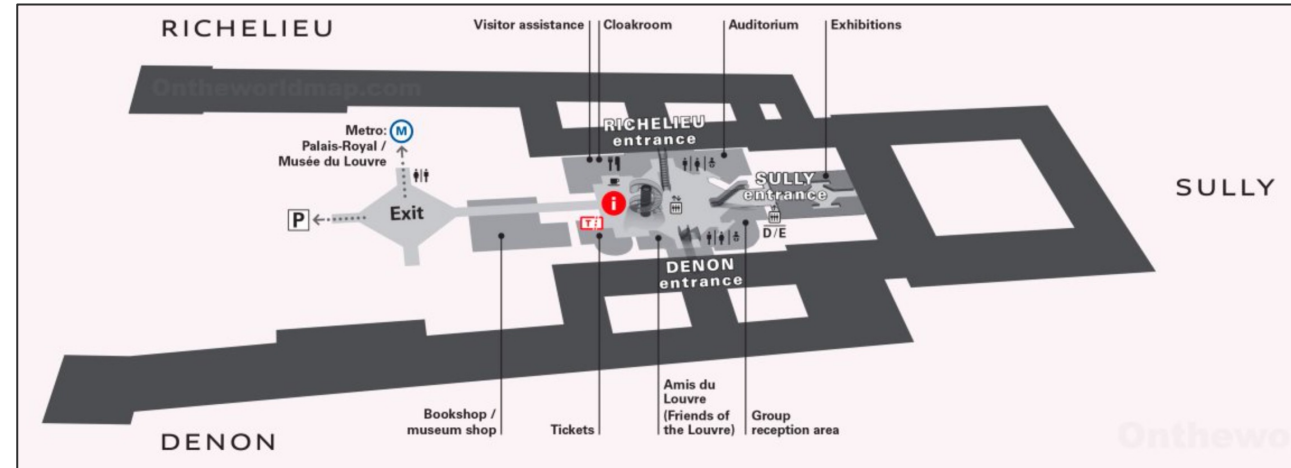 RICHELIEU
Visitor assistance
Cloakroom
Auditorium
Exhibitions
Ontheworldmap.com
Metro:
Palais-Royal /
Musée du Louvre
M
RICHELIEU
entrance
SULLY
entrance
SULLY
P
Exit
i
T
D/E
DENON
entrance
Bookshop /
museum shop
Tickets
Amis du
Louvre
(Friends of
the Louvre)
Group
reception area
DENON
Onthewo